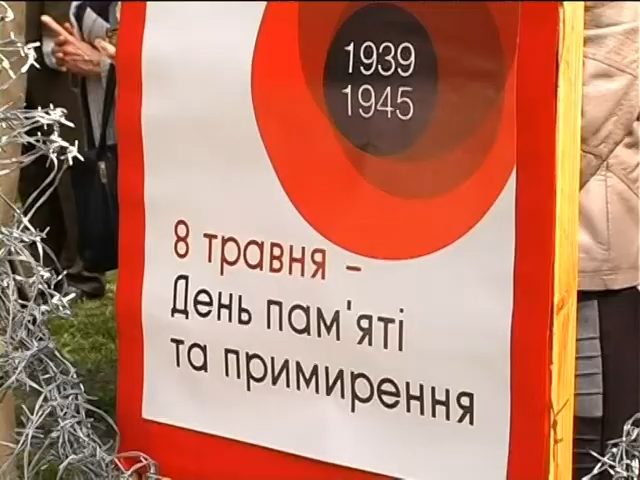 1939
1945
8 травня –
День пам'яті
та примирення